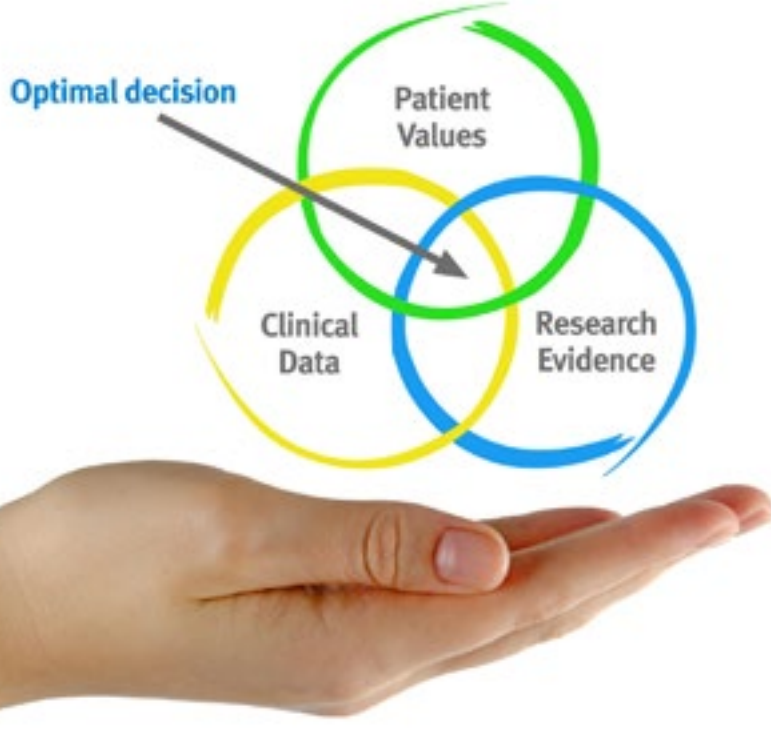 Optimal decision
Patient
Values
Clinical
Data
Research
Evidence